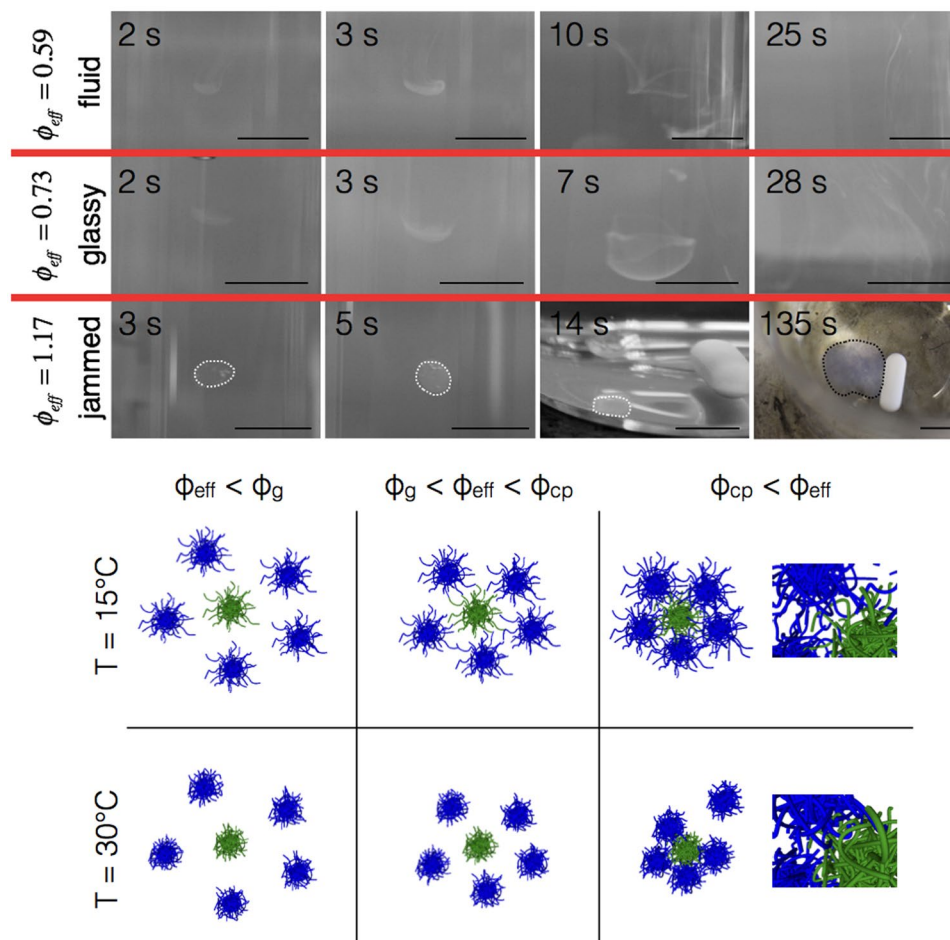 ϕeff = 0.59
fluid
2 s
3 s
10 s
25 s
ϕeff = 0.73
glassy
2 s
3 s
7 s
28 s
ϕeff = 1.17
jammed
3 s
5 s
14 s
135 s
Φeff < Φg
Φg < Φeff < Φcp
Φcp < Φeff
T = 15°C
T = 30°C